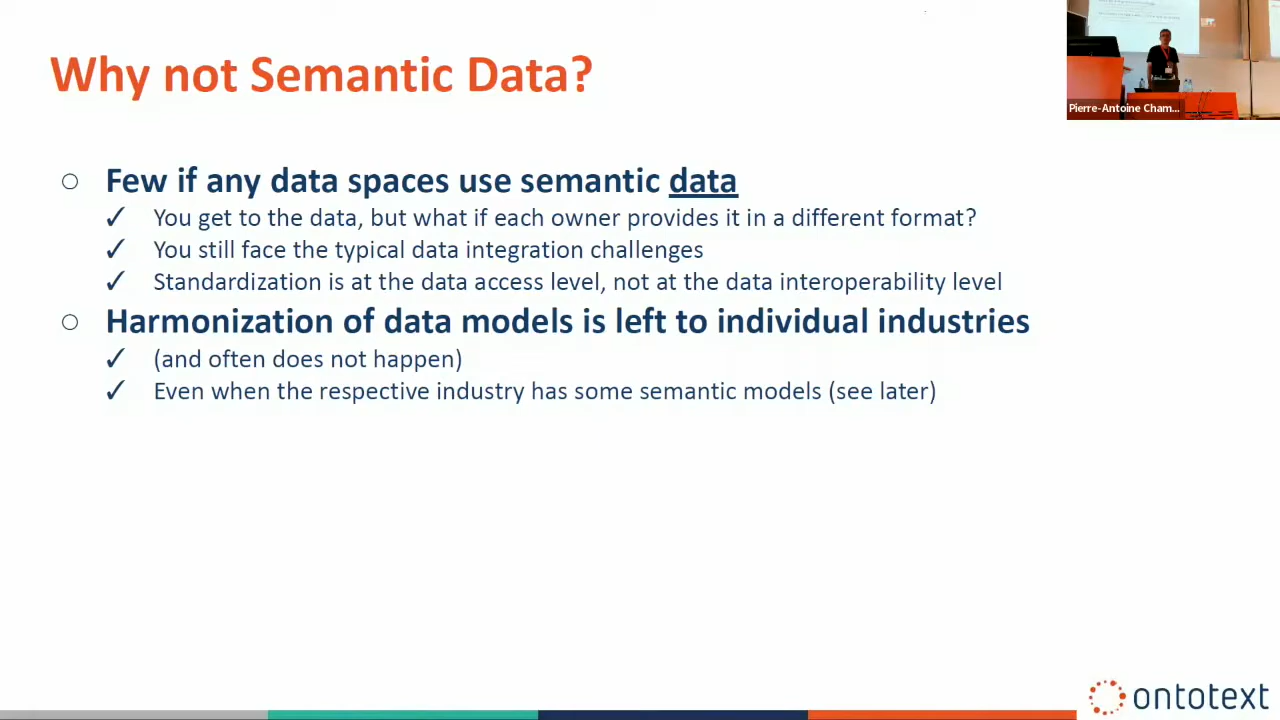 Why not Semantic Data?
Pierre-Antoine Cham...
○ Few if any data spaces use semantic data
✓ You get to the data, but what if each owner provides it in a different format?
✓ You still face the typical data integration challenges
✓ Standardization is at the data access level, not at the data interoperability level
○ Harmonization of data models is left to individual industries
✓ (and often does not happen)
✓ Even when the respective industry has some semantic models (see later)
ontotext